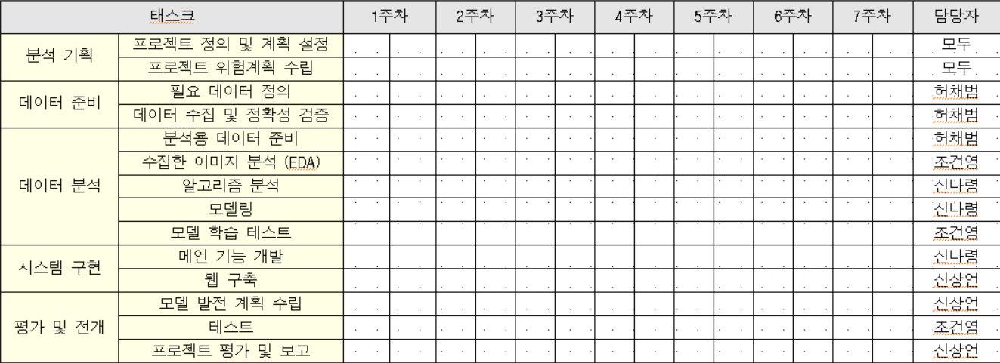 태스크 1주차 2주차 3주차 4주차 5주차 6주차 7주차 담당자
분석 기획
프로젝트 정의 및 계획 설정 모두
프로젝트 위험계획 수립 모두
데이터 준비
필요 데이터 정의 허채범
데이터 수집 및 정확성 검증 허채범
데이터 분석
분석용 데이터 준비 허채범
수집한 이미지 분석 (EDA) 조건영
알고리즘 분석 신나령
모델링 신나령
모델 학습 테스트 조건영
시스템 구현
메인 기능 개발 신나령
웹 구축 신상언
평가 및 전개
모델 발전 계획 수립 신상언
테스트 조건영
프로젝트 평가 및 보고 신상언